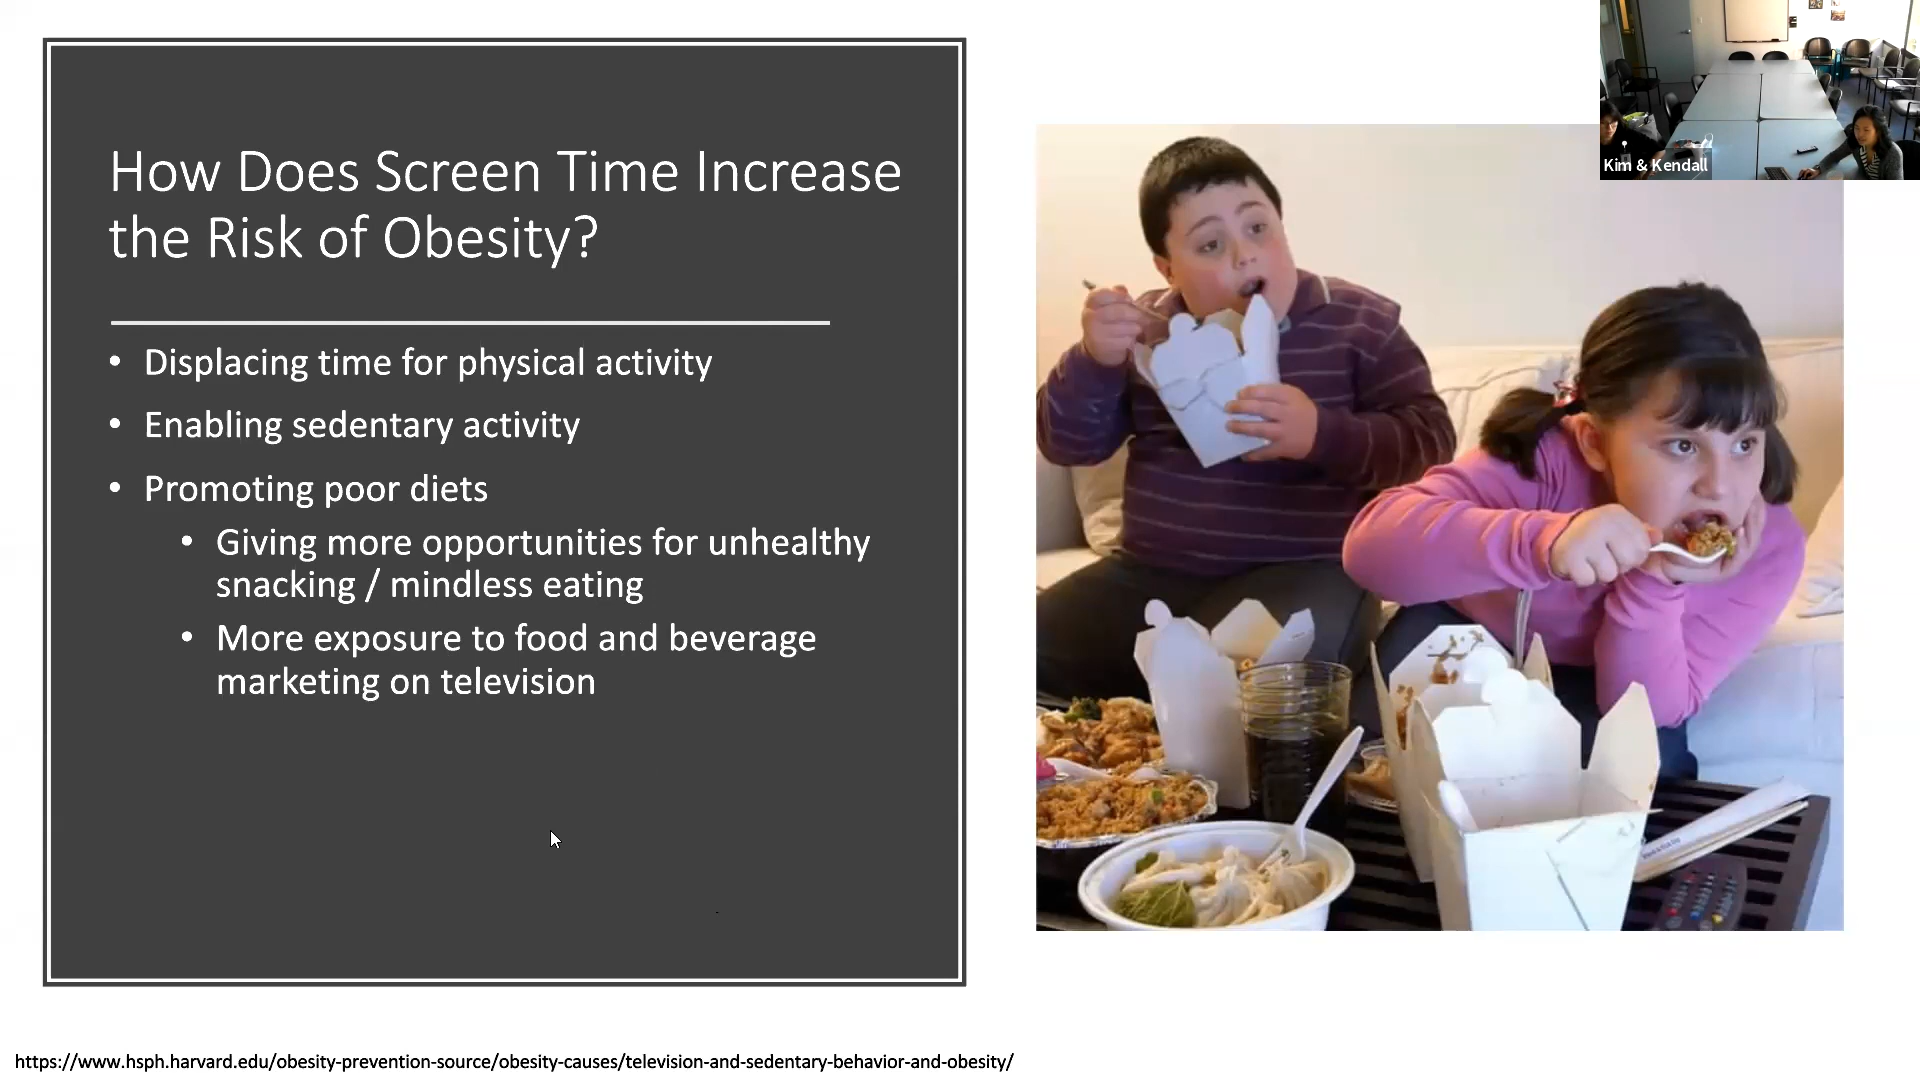 How Does Screen Time Increase
the Risk of Obesity?
• Displacing time for physical activity
• Enabling sedentary activity
• Promoting poor diets
• Giving more opportunities for unhealthy
snacking / mindless eating
• More exposure to food and beverage
marketing on television
Kim & Kendall
https://www.hsph.harvard.edu/obesity-prevention-source/obesity-causes/television-and-sedentary-behavior-and-obesity/